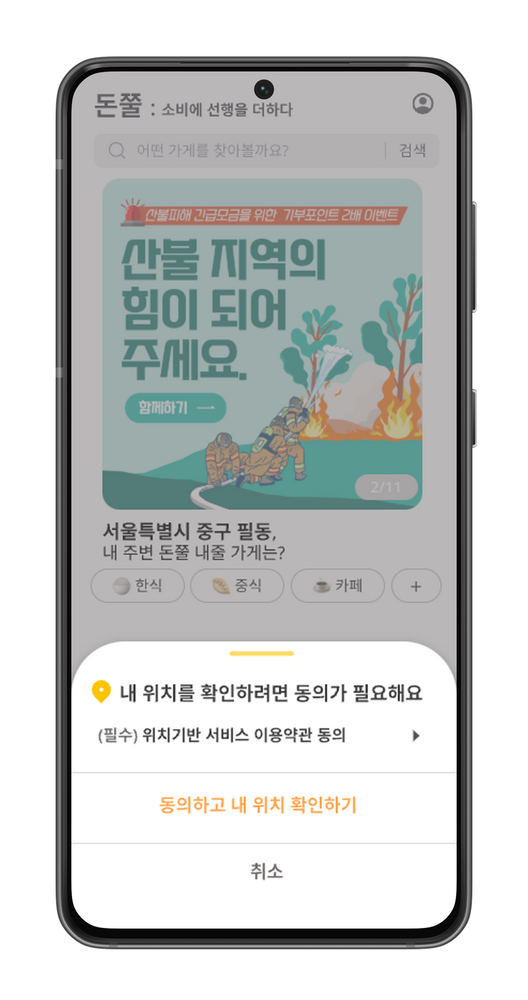 돈쭐 : 소비에 선행을 더하다
어떤 가게를 찾아볼까요? 검색
산불피해 긴급모금을 위한 기부포인트 2배 이벤트
산불 지역의
힘이 되어
주세요.
함께하기
2/11
서울특별시 중구 필동,
내 주변 돈쭐 내줄 가게는?
한식 중식 카페 +
내 위치를 확인하려면 동의가 필요해요
(필수) 위치기반 서비스 이용약관 동의
동의하고 내 위치 확인하기
취소